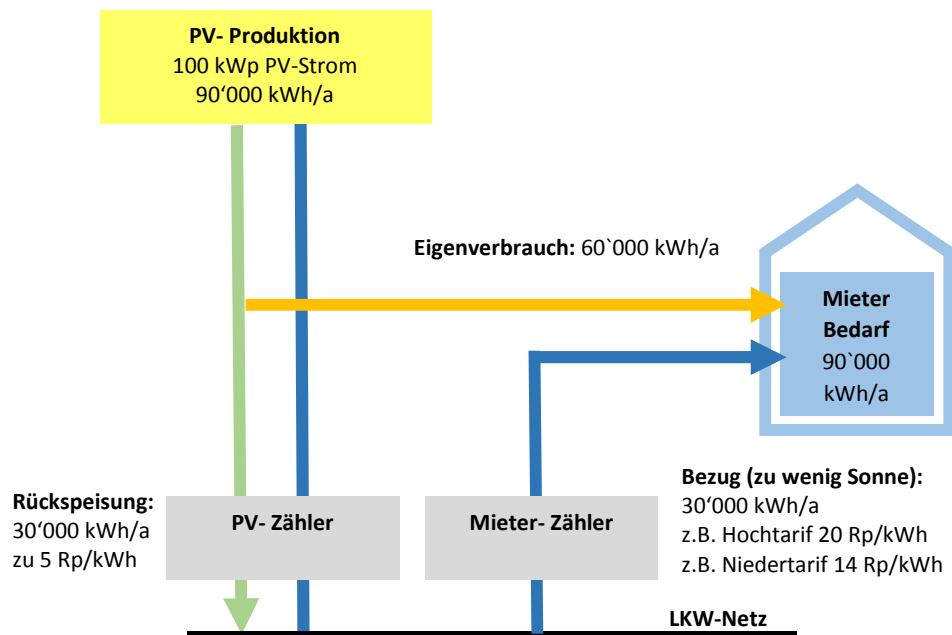 PV- Produktion
100 kWp PV-Strom
90‘000 kWh/a
Eigenverbrauch: 60`000 kWh/a
Mieter
Bedarf
90`000
kWh/a
Rückspeisung:
30‘000 kWh/a
zu 5 Rp/kWh
PV- Zähler
Mieter- Zähler
Bezug (zu wenig Sonne):
30‘000 kWh/a
z.B. Hochtarif 20 Rp/kWh
z.B. Niedertarif 14 Rp/kWh
LKW-Netz